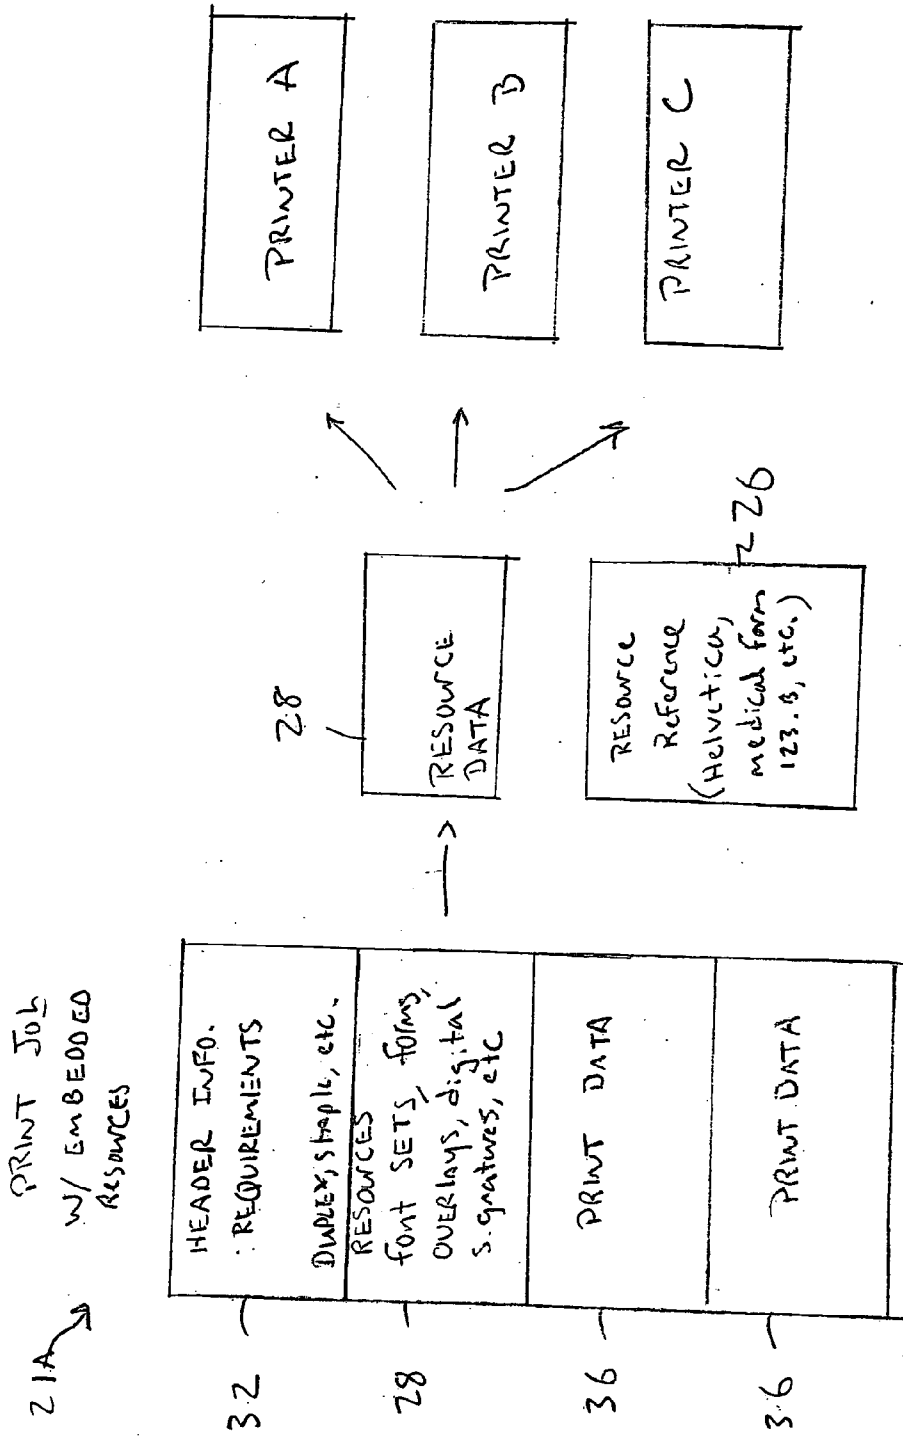 21A
PRINT Job
W/ EMBEDDED
Resources
32
HEADER INFO.
: REQUIREMENTS
Duplex, staple, etc.
28
RESOURCES
font SETS, forms,
OVERlays, digital
signatures, etc
36
PRINT DATA
36
PRINT DATA
28
RESOURCE
DATA
226
RESOURCE
Reference
(Helvetica,
medical form
123.B, etc.)
PRINTER A
PRINTER B
PRINTER C